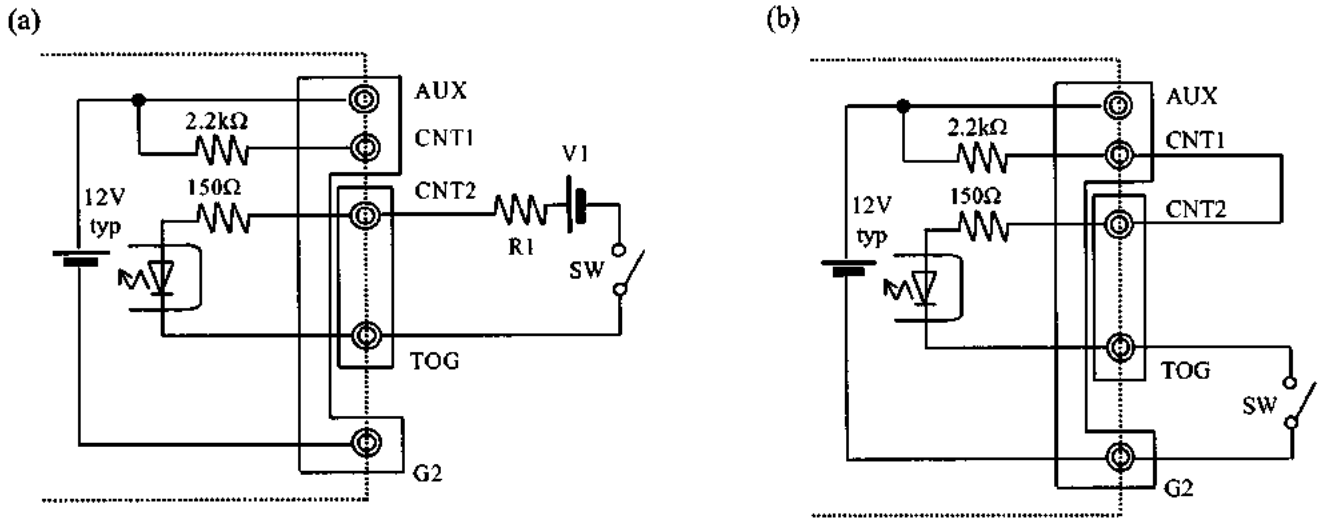 (a)
AUX
2.2kΩ
CNT1
150Ω
CNT2
V1
12V
typ
R1
SW
TOG
G2
(b)
AUX
2.2kΩ
CNT1
150Ω
CNT2
12V
typ
TOG
SW
G2